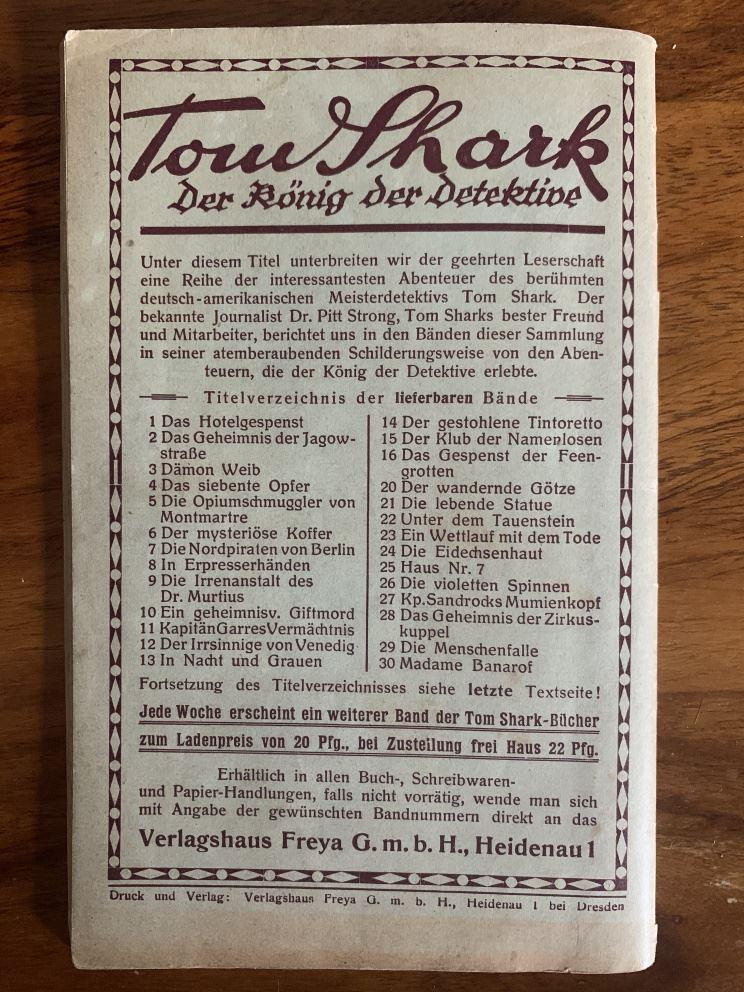 Tom Shark
Der König der Detektive
Unter diesem Titel unterbreiten wir der geehrten Leserschaft
eine Reihe der interessantesten Abenteuer des berühmten
deutsch-amerikanischen Meisterdetektivs Tom Shark. Der
bekannte Journalist Dr. Pitt Strong, Tom Sharks bester Freund
und Mitarbeiter, berichtet uns in den Bänden dieser Sammlung
in seiner atemberaubenden Schilderungsweise von den Aben-
teuern, die der König der Detektive erlebte.
Titelverzeichnis der lieferbaren Bände
1 Das Hotelgespenst
2 Das Geheimnis der Jagow-
straße
3 Dämon Weib
4 Das siebente Opfer
5 Die Opiumschmuggler von
Montmartre
6 Der mysteriöse Koffer
7 Die Nordpiraten von Berlin
8 In Erpresserhänden
9 Die Irrenanstalt des
Dr. Murtius
10 Ein geheimnisv. Giftmord
11 Kapitän Garres Vermächtnis
12 Der Irrsinnige von Venedig
13 In Nacht und Grauen
14 Der gestohlene Tintoretto
15 Der Klub der Namenlosen
16 Das Gespenst der Feen-
grotten
20 Der wandernde Götze
21 Die lebende Statue
22 Unter dem Tauenstein
23 Ein Wettlauf mit dem Tode
24 Die Eidechsenhaut
25 Haus Nr. 7
26 Die violetten Spinnen
27 Kp. Sandrocks Mumienkopf
28 Das Geheimnis der Zirkus-
kuppel
29 Die Menschenfalle
30 Madame Banarof
Fortsetzung des Titelverzeichnisses siehe letzte Textseite!
Jede Woche erscheint ein weiterer Band der Tom Shark-Bücher
zum Ladenpreis von 20 Pfg., bei Zusteilung frei Haus 22 Pfg.
Erhältlich in allen Buch-, Schreibwaren-
und Papier-Handlungen, falls nicht vorrätig, wende man sich
mit Angabe der gewünschten Bandnummern direkt an das
Verlagshaus Freya G. m. b. H., Heidenau 1
Druck und Verlag: Verlagshaus Freya G. m. b. H., Heidenau 1 bei Dresden